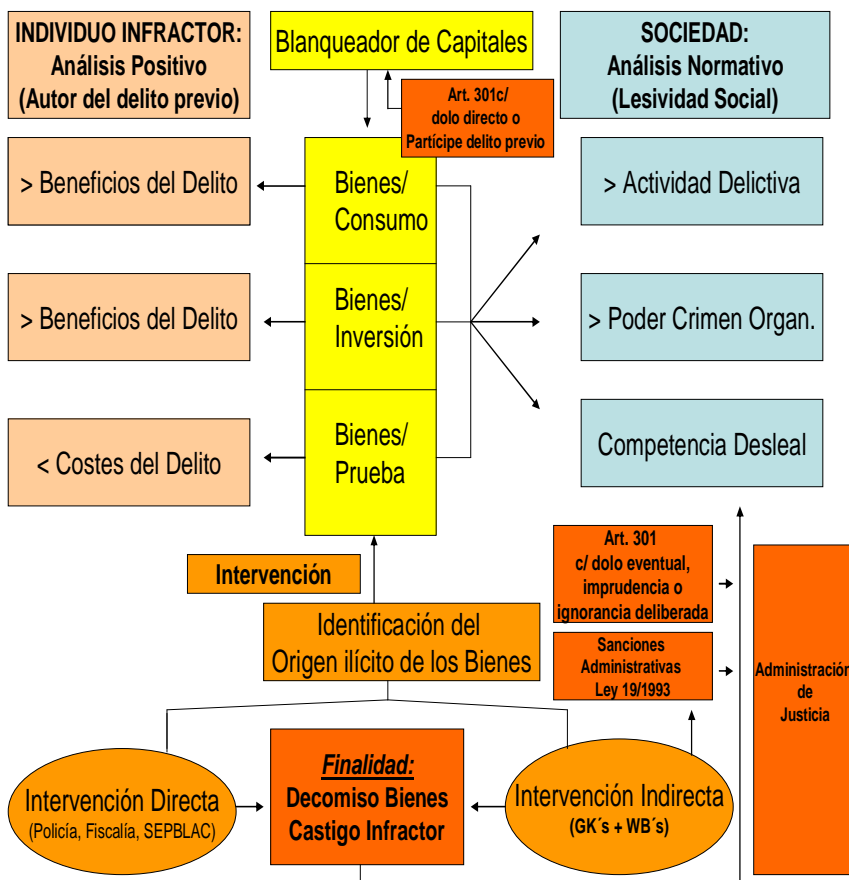 INDIVIDUO INFRACTOR:
Análisis Positivo
(Autor del delito previo)
Blanqueador de Capitales
SOCIEDAD:
Análisis Normativo
(Lesividad Social)
Art. 301c/
dolo directo o
Partícipe delito previo
> Beneficios del Delito
Bienes/
Consumo
> Actividad Delictiva
> Beneficios del Delito
Bienes/
Inversión
> Poder Crimen Organ.
< Costes del Delito
Bienes/
Prueba
Competencia Desleal
Intervención
Art. 301
c/ dolo eventual,
imprudencia o
ignorancia deliberada
Identificación del
Origen ilícito de los Bienes
Sanciones
Administrativas
Ley 19/1993
Administración
de
Justicia
Intervención Directa
(Policía, Fiscalía, SEPBLAC)
Finalidad:
Decomiso Bienes
Castigo Infractor
Intervención Indirecta
(GK´s + WB´s)